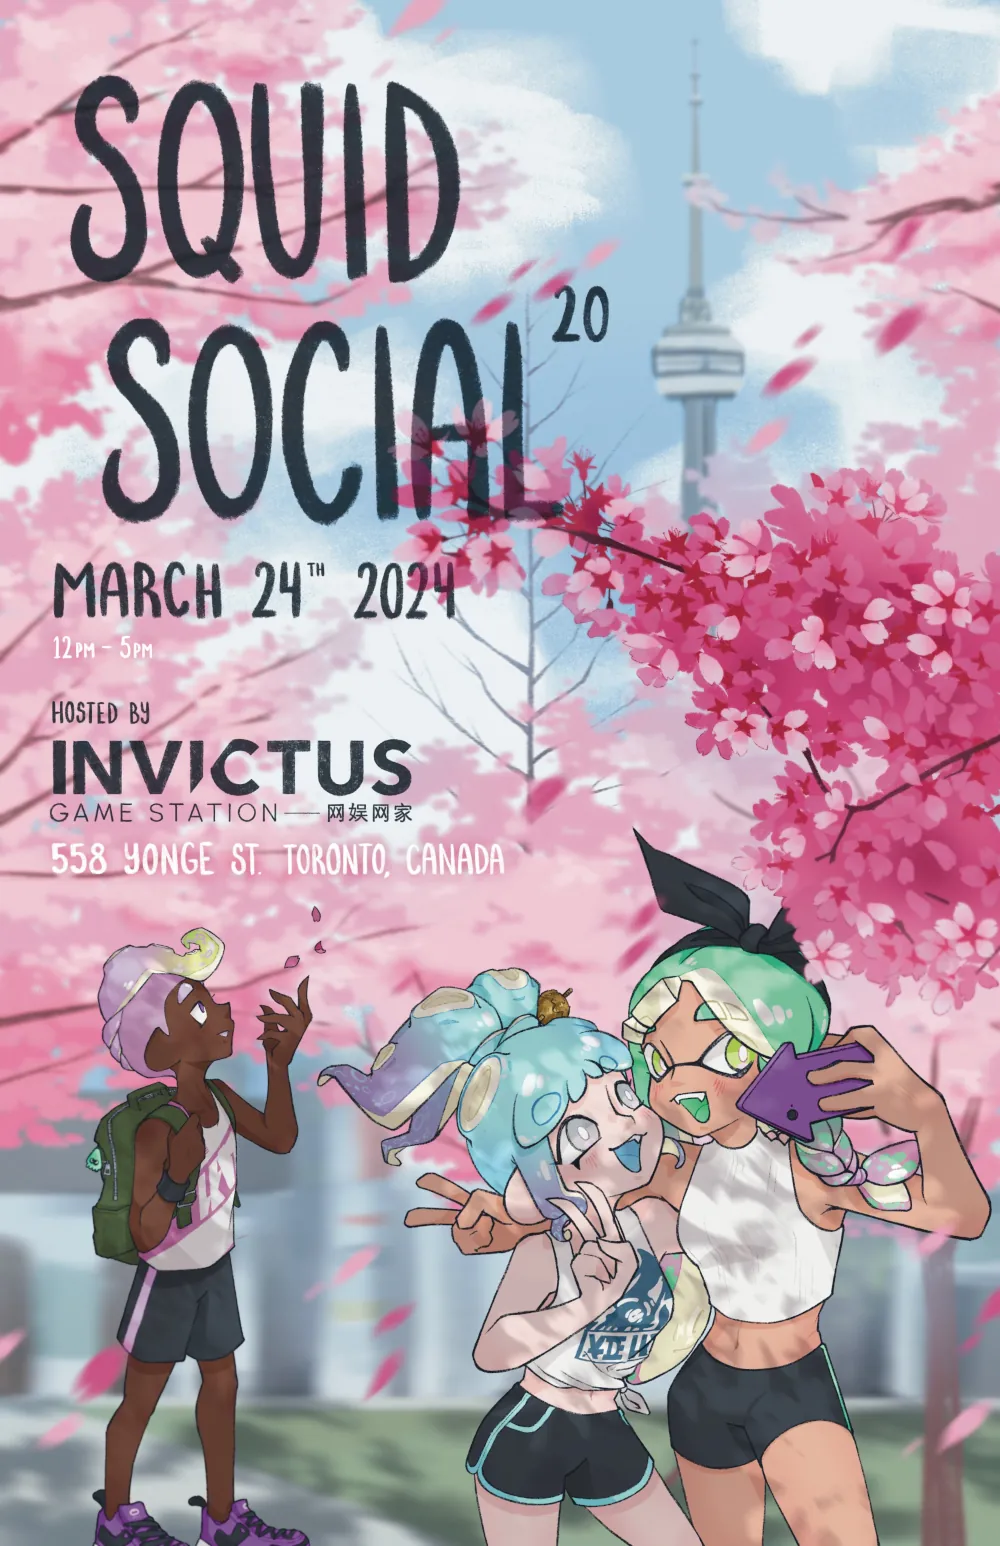 SQUID
SOCIAL 20
MARCH 24TH 2024
12PM - 5PM
HOSTED BY
INVICTUS
GAME STATION — 网娱网家
558 YONGE ST. TORONTO, CANADA